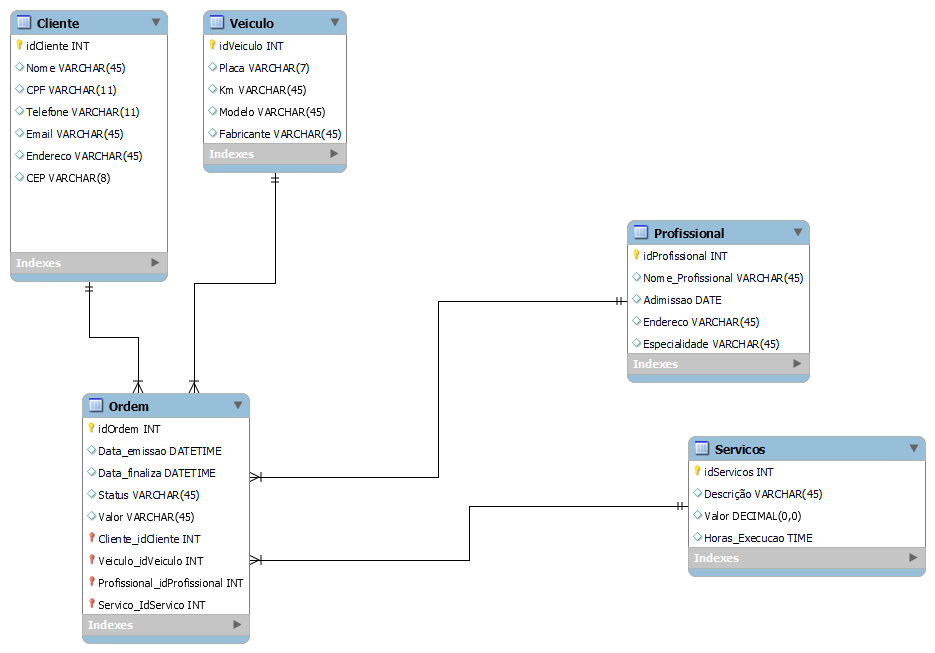 Cliente
idCliente INT
Nome VARCHAR(45)
CPF VARCHAR(11)
Telefone VARCHAR(11)
Email VARCHAR(45)
Endereco VARCHAR(45)
CEP VARCHAR(8)
Indexes
Veiculo
idVeiculo INT
Placa VARCHAR(7)
Km VARCHAR(45)
Modelo VARCHAR(45)
Fabricante VARCHAR(45)
Indexes
Profissional
idProfissional INT
Nome_Profissional VARCHAR(45)
Adimissao DATE
Endereco VARCHAR(45)
Especialidade VARCHAR(45)
Indexes
Ordem
idOrdem INT
Data_emissao DATETIME
Data_finaliza DATETIME
Status VARCHAR(45)
Valor VARCHAR(45)
Cliente_idCliente INT
Veiculo_idVeiculo INT
Profissional_idProfissional INT
Servico_IdServico INT
Indexes
Servicos
idServicos INT
Descrição VARCHAR(45)
Valor DECIMAL(0,0)
Horas_Execucao TIME
Indexes